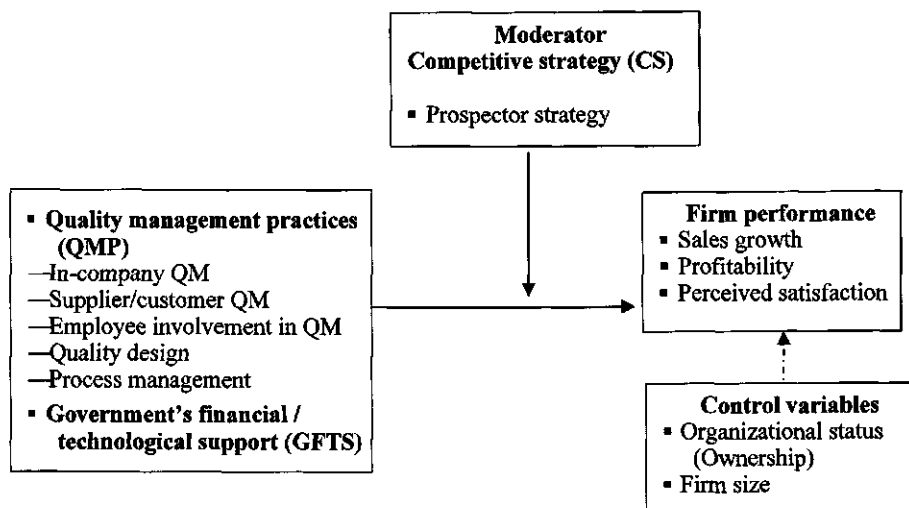 Moderator
Competitive strategy (CS)
▪ Prospector strategy
▪ Quality management practices
(QMP)
—In-company QM
—Supplier/customer QM
—Employee involvement in QM
—Quality design
—Process management
▪ Government's financial /
technological support (GFTS)
Firm performance
▪ Sales growth
▪ Profitability
▪ Perceived satisfaction
Control variables
▪ Organizational status
(Ownership)
▪ Firm size